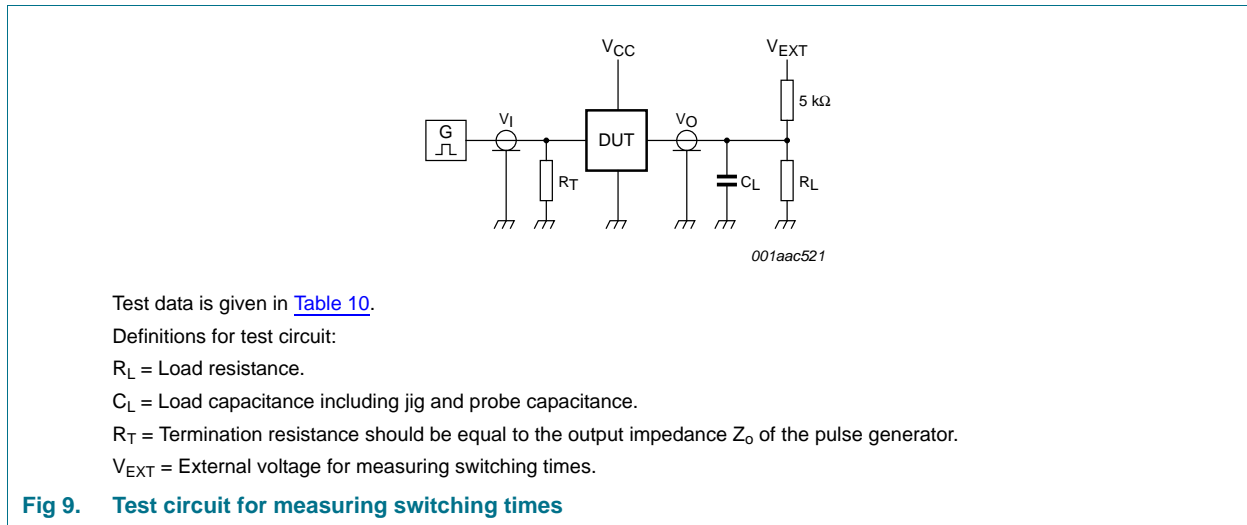 V_CC
V_EXT
5 kΩ
G
V_I
R_T
DUT
V_O
C_L
R_L
001aac521
Test data is given in Table 10.
Definitions for test circuit:
R_L = Load resistance.
C_L = Load capacitance including jig and probe capacitance.
R_T = Termination resistance should be equal to the output impedance Z_o of the pulse generator.
V_EXT = External voltage for measuring switching times.
Fig 9. Test circuit for measuring switching times